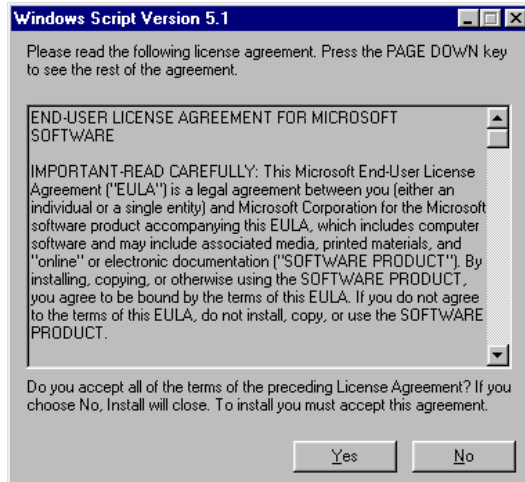 Windows Script Version 5.1
Please read the following license agreement. Press the PAGE DOWN key
to see the rest of the agreement.
END-USER LICENSE AGREEMENT FOR MICROSOFT
SOFTWARE
IMPORTANT-READ CAREFULLY: This Microsoft End-User License
Agreement ("EULA") is a legal agreement between you (either an
individual or a single entity) and Microsoft Corporation for the Microsoft
software product accompanying this EULA, which includes computer
software and may include associated media, printed materials, and
"online" or electronic documentation ("SOFTWARE PRODUCT"). By
installing, copying, or otherwise using the SOFTWARE PRODUCT,
you agree to be bound by the terms of this EULA. If you do not agree
to the terms of this EULA, do not install, copy, or use the SOFTWARE
PRODUCT.
Do you accept all of the terms of the preceding License Agreement? If you
choose No, Install will close. To install you must accept this agreement.
Yes No